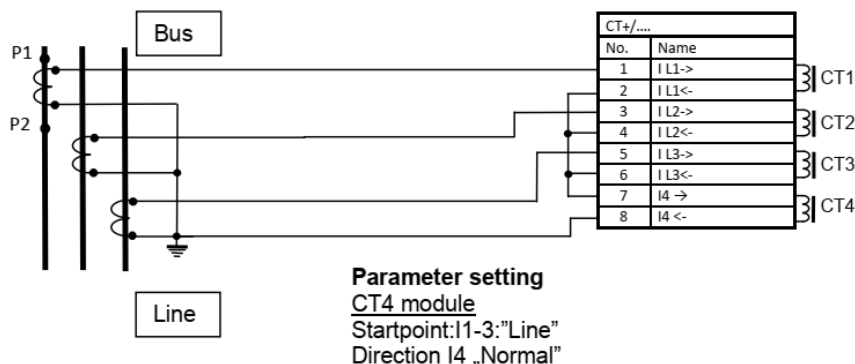 Bus
P1
P2
Line
CT+/....
No. Name
1 I L1->
2 I L1<-
3 I L2->
4 I L2<-
5 I L3->
6 I L3<-
7 I4 →
8 I4 <-
CT1
CT2
CT3
CT4
Parameter setting
CT4 module
Startpoint:I1-3:”Line”
Direction I4 „Normal”